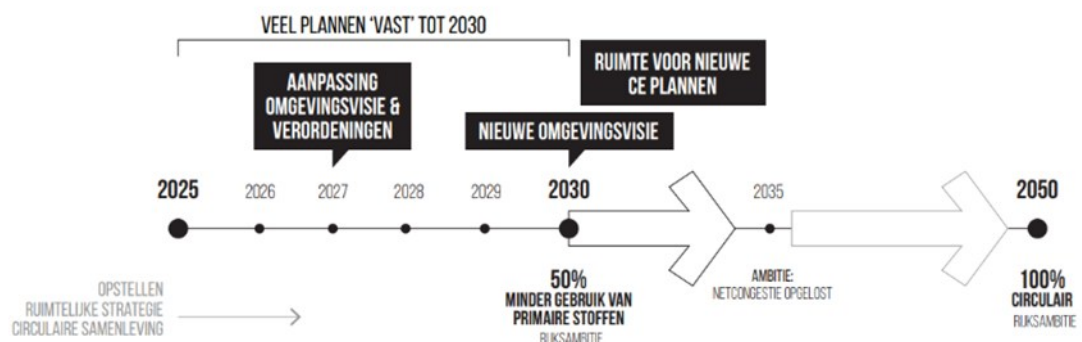 VEEL PLANNEN ‘VAST’ TOT 2030
AANPASSING
OMGEVINGSVISIE &
VERORDENINGEN
NIEUWE OMGEVINGSVISIE
RUIMTE VOOR NIEUWE
CE PLANNEN
2025
2026
2027
2028
2029
2030
2035
2050
OPSTELLEN
RUIMTELIJKE STRATEGIE
CIRCULAIRE SAMENLEVING
50%
MINDER GEBRUIK VAN
PRIMAIRE STOFFEN
RIJKSAMBITIE
AMBITIE:
NETCONGESTIE OPGELOST
100%
CIRCULAIR
RIJKSAMBITIE